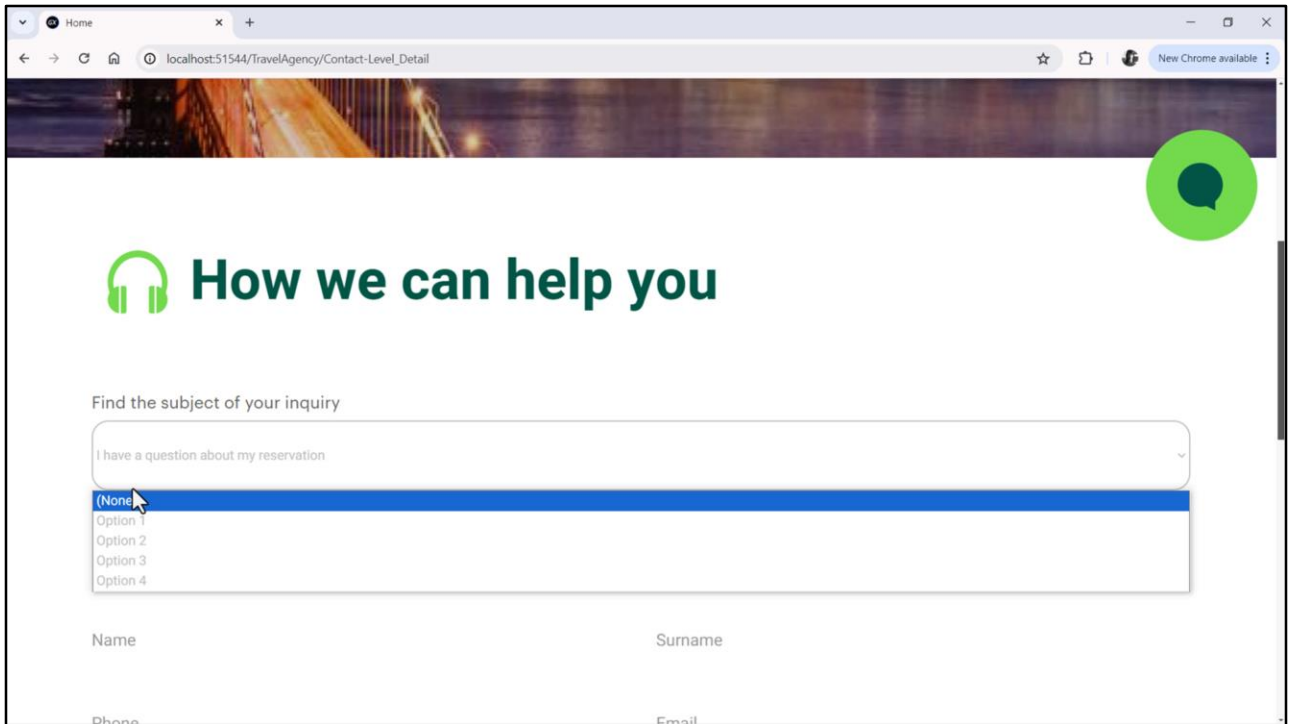 GX Home
localhost:51544/TravelAgency/Contact-Level_Detail
New Chrome available
How we can help you
Find the subject of your inquiry
I have a question about my reservation
(None
Option 1
Option 2
Option 3
Option 4
Name Surname
Phone Email